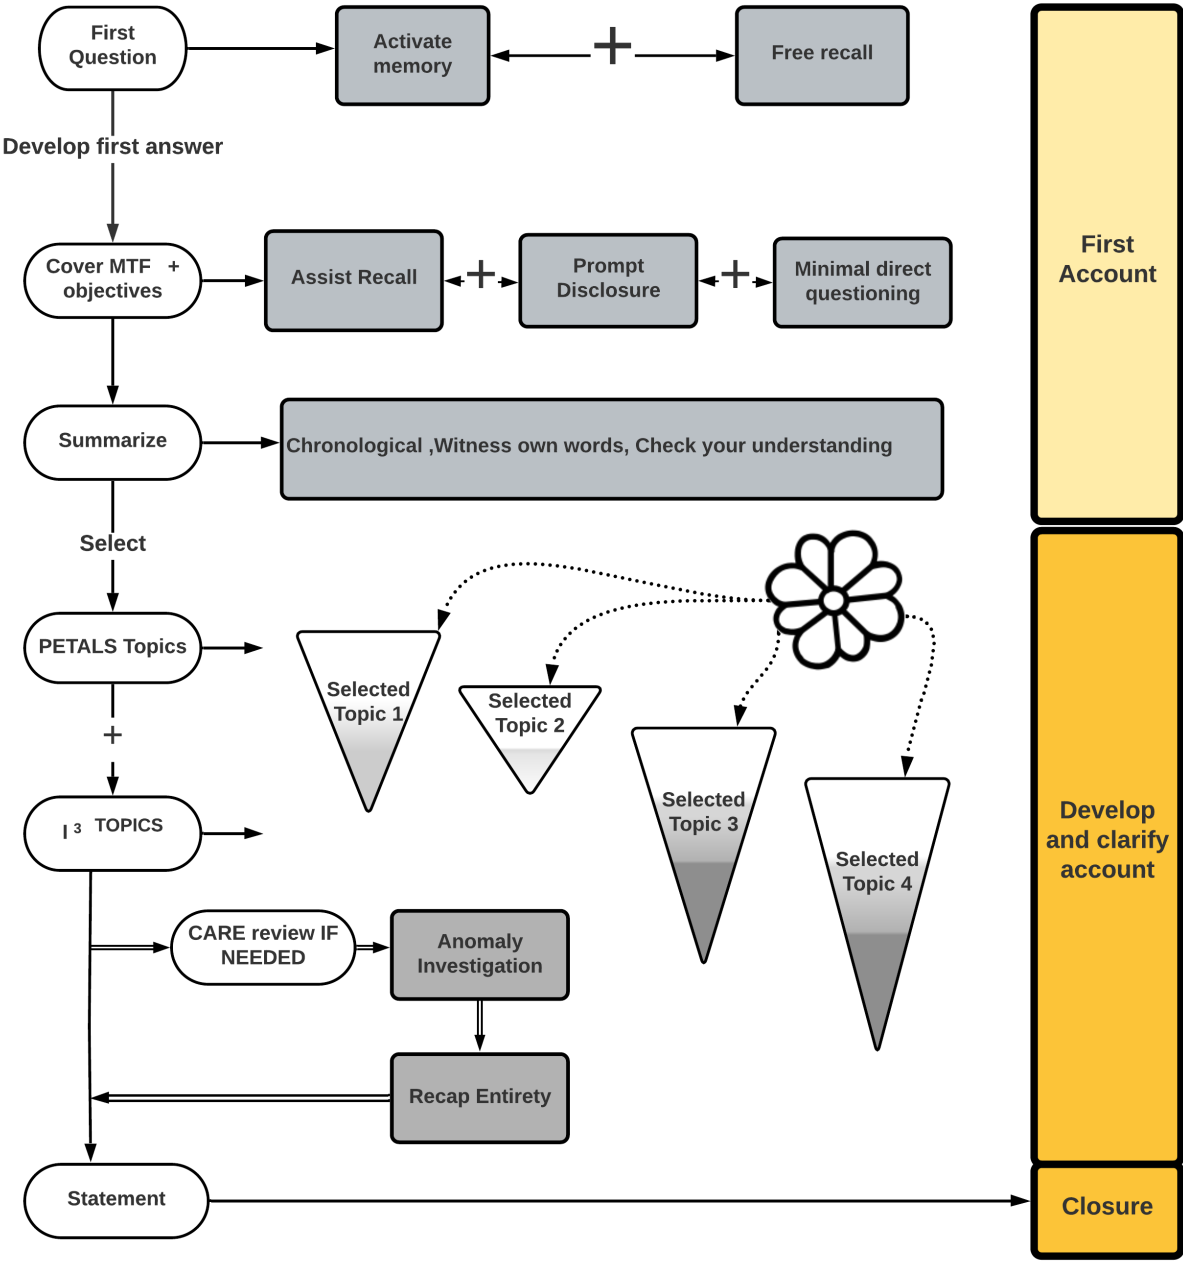 First
Question
Activate
memory
+
Free recall
Develop first answer
First
Account
Cover MTF +
objectives
Assist Recall
+
Prompt
Disclosure
+
Minimal direct
questioning
Summarize
Chronological ,Witness own words, Check your understanding
Select
PETALS Topics
Selected
Topic 1
Selected
Topic 2
Selected
Topic 3
Selected
Topic 4
+
I ³ TOPICS
Develop
and clarify
account
CARE review IF
NEEDED
Anomaly
Investigation
Recap Entirety
Statement
Closure